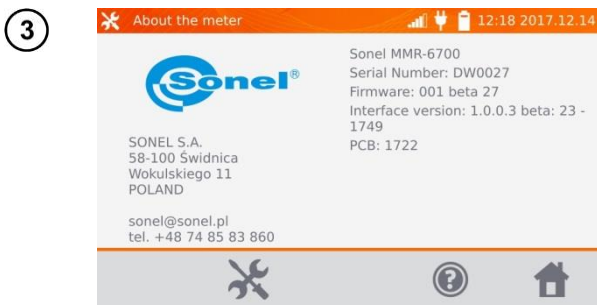 3
About the meter
12:18 2017.12.14
Sonel®
SONEL S.A.
58-100 Świdnica
Wokulskiego 11
POLAND
sonel@sonel.pl
tel. +48 74 85 83 860
Sonel MMR-6700
Serial Number: DW0027
Firmware: 001 beta 27
Interface version: 1.0.0.3 beta: 23 -
1749
PCB: 1722
?